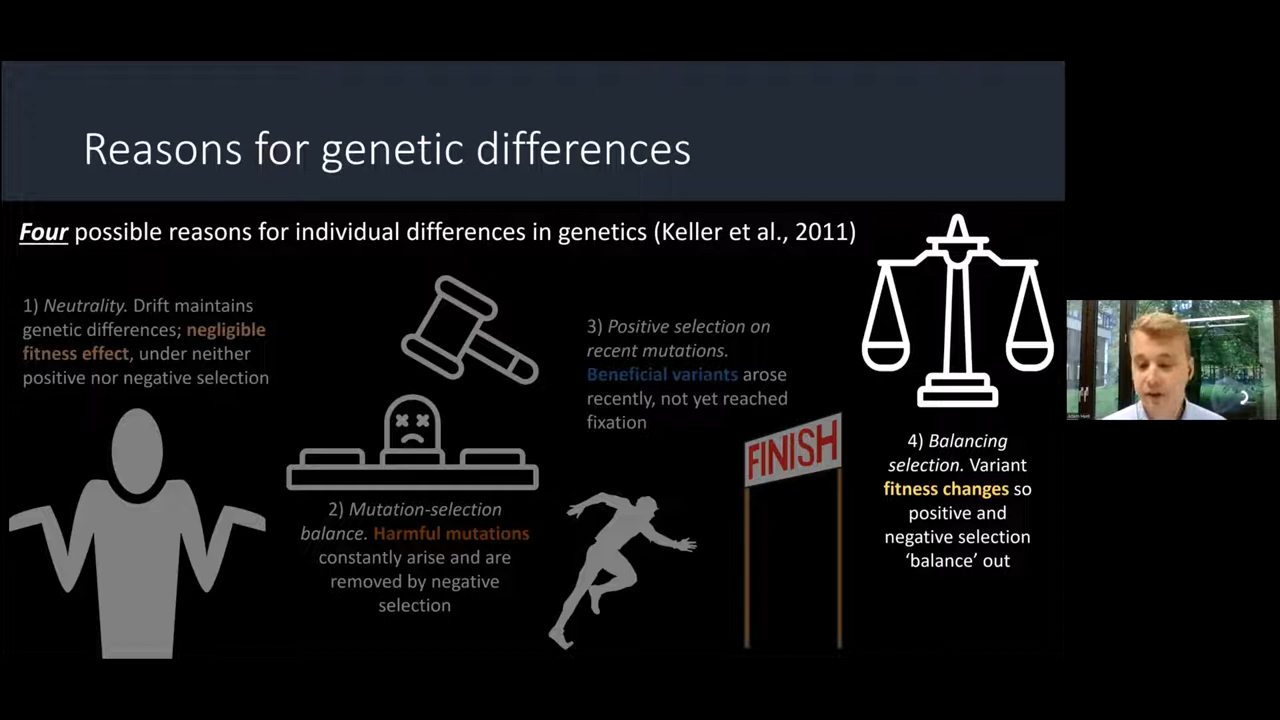 Reasons for genetic differences
Four possible reasons for individual differences in genetics (Keller et al., 2011)
1) Neutrality. Drift maintains
genetic differences; negligible
fitness effect, under neither
positive nor negative selection
2) Mutation-selection
balance. Harmful mutations
constantly arise and are
removed by negative
selection
3) Positive selection on
recent mutations.
Beneficial variants arose
recently, not yet reached
fixation
FINISH
4) Balancing
selection. Variant
fitness changes so
positive and
negative selection
‘balance’ out